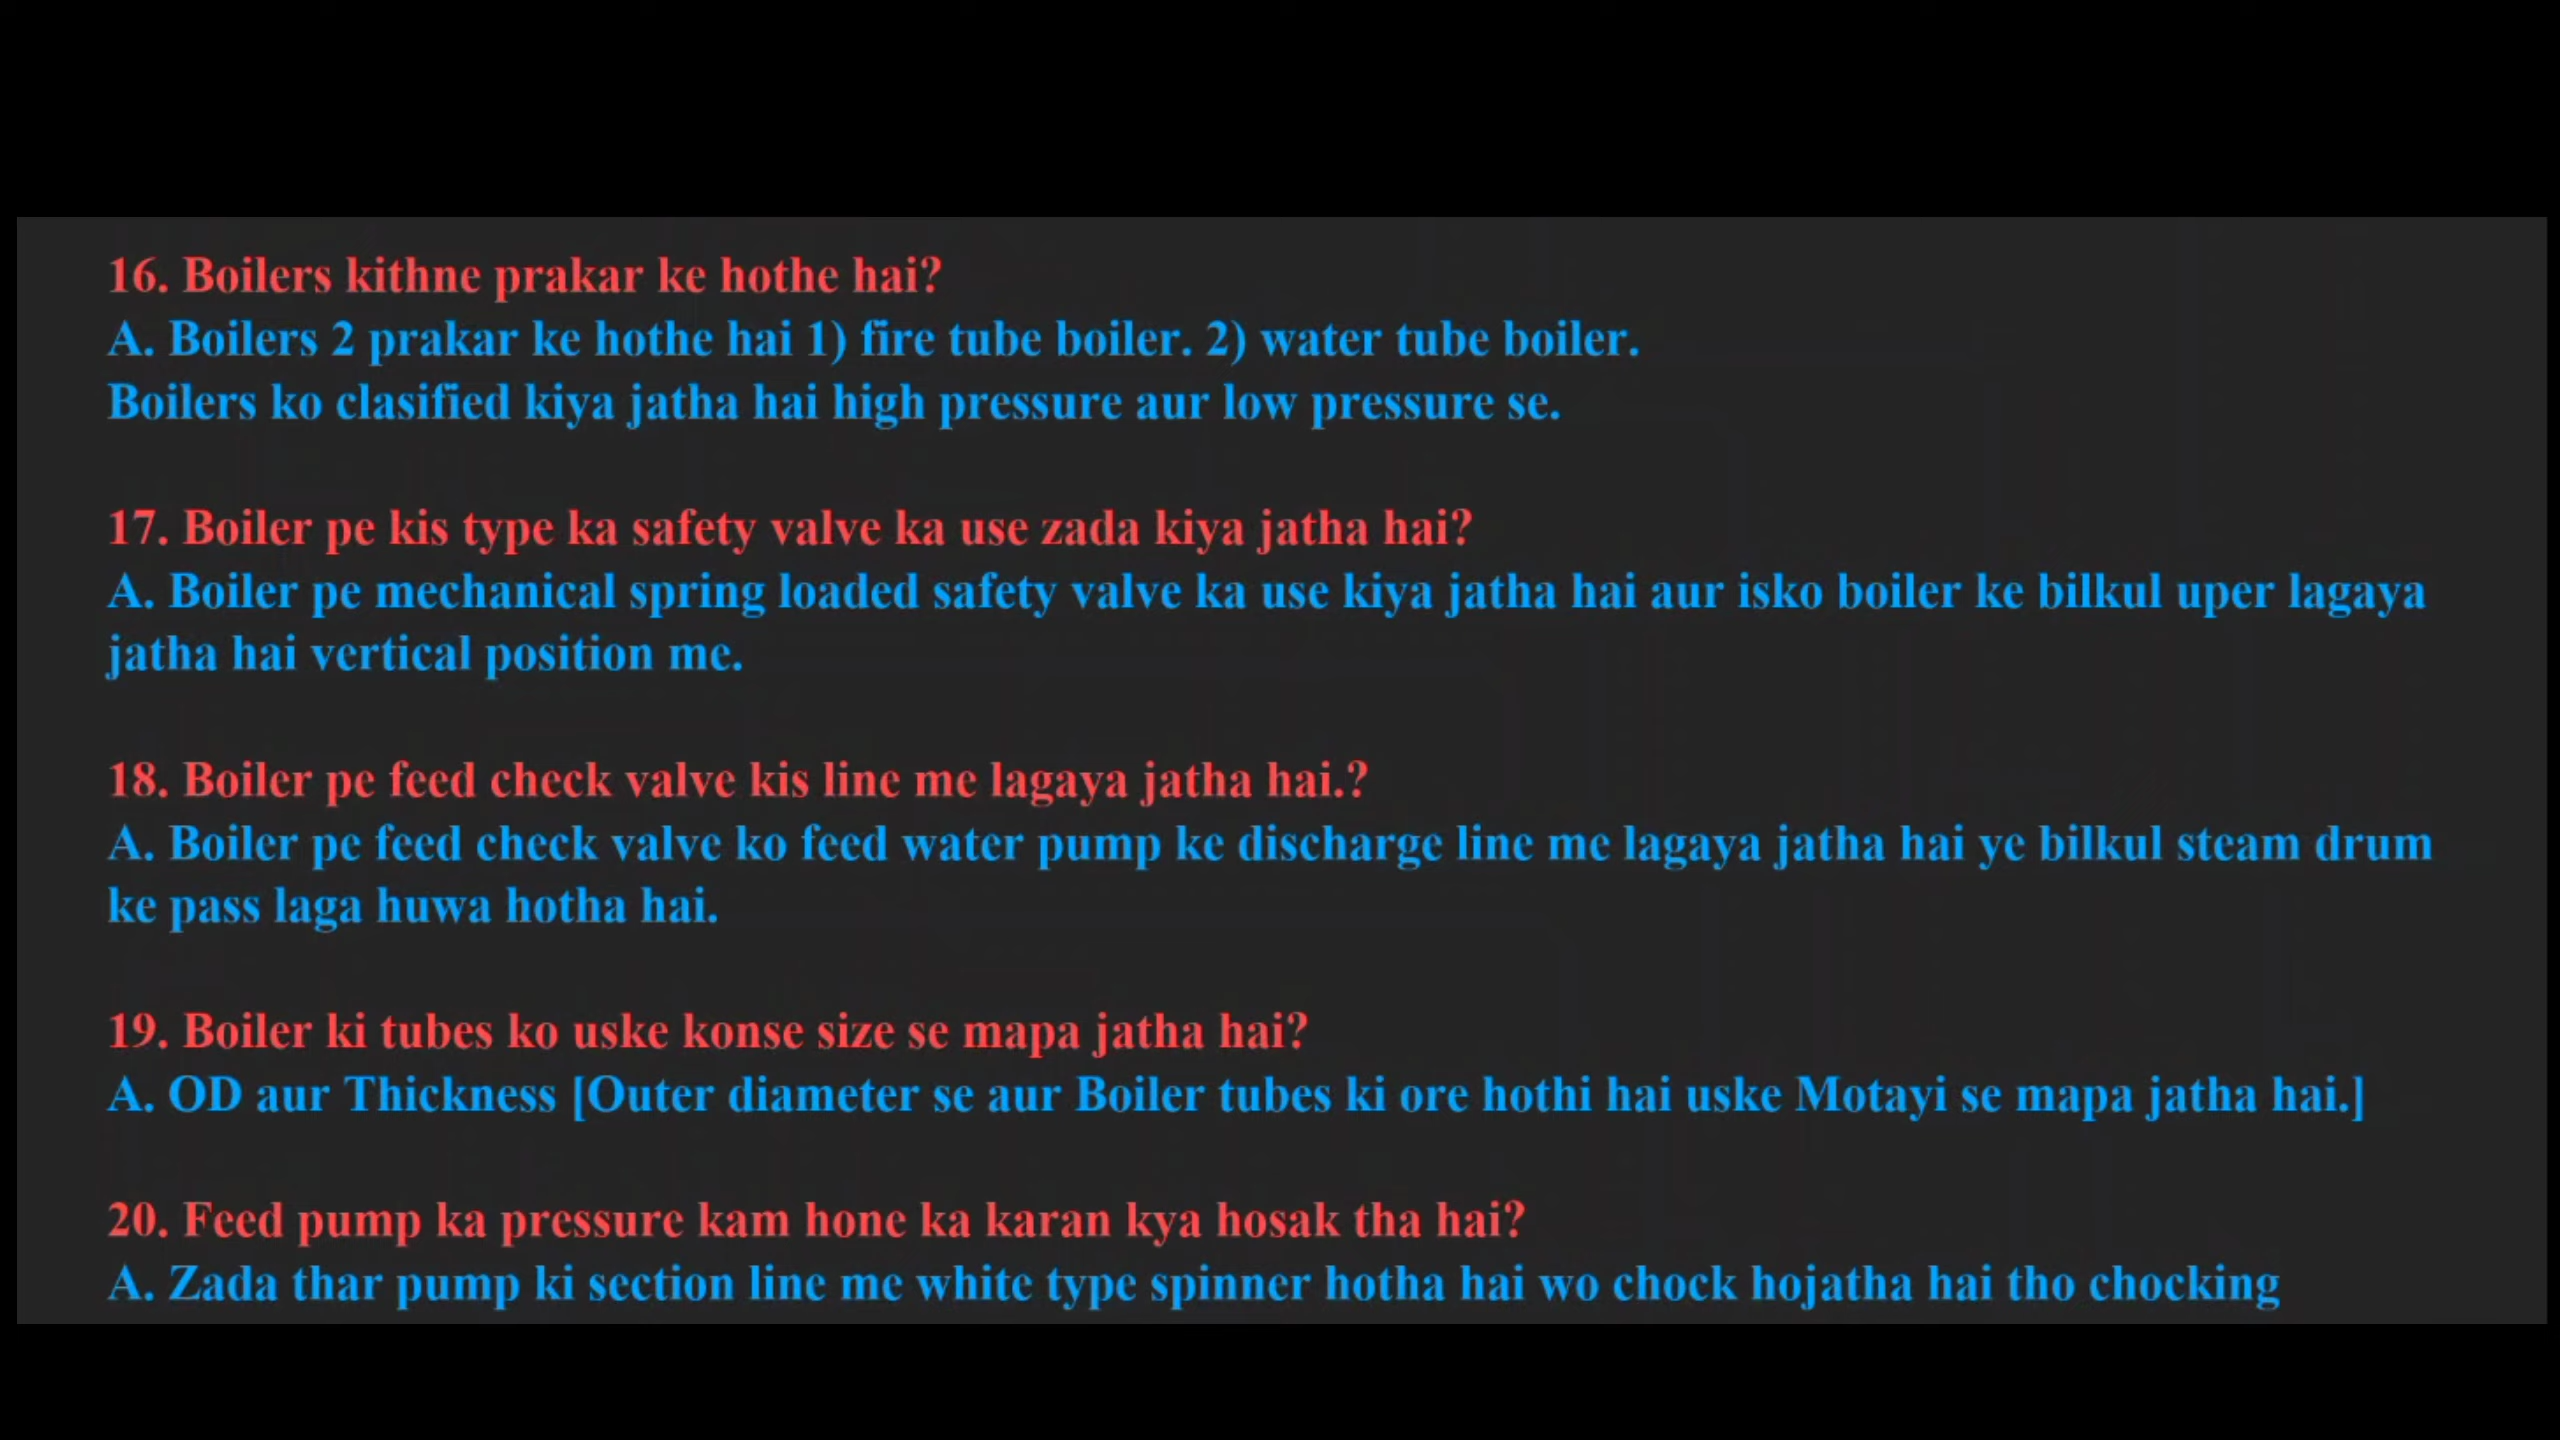 16. Boilers kithne prakar ke hothe hai?
A. Boilers 2 prakar ke hothe hai 1) fire tube boiler. 2) water tube boiler.
Boilers ko clasified kiya jatha hai high pressure aur low pressure se.
17. Boiler pe kis type ka safety valve ka use zada kiya jatha hai?
A. Boiler pe mechanical spring loaded safety valve ka use kiya jatha hai aur isko boiler ke bilkul uper lagaya
jatha hai vertical position me.
18. Boiler pe feed check valve kis line me lagaya jatha hai.?
A. Boiler pe feed check valve ko feed water pump ke discharge line me lagaya jatha hai ye bilkul steam drum
ke pass laga huwa hotha hai.
19. Boiler ki tubes ko uske konse size se mapa jatha hai?
A. OD aur Thickness [Outer diameter se aur Boiler tubes ki ore hothi hai uske Motayi se mapa jatha hai.]
20. Feed pump ka pressure kam hone ka karan kya hosak tha hai?
A. Zada thar pump ki section line me white type spinner hotha hai wo chock hojatha hai tho chocking